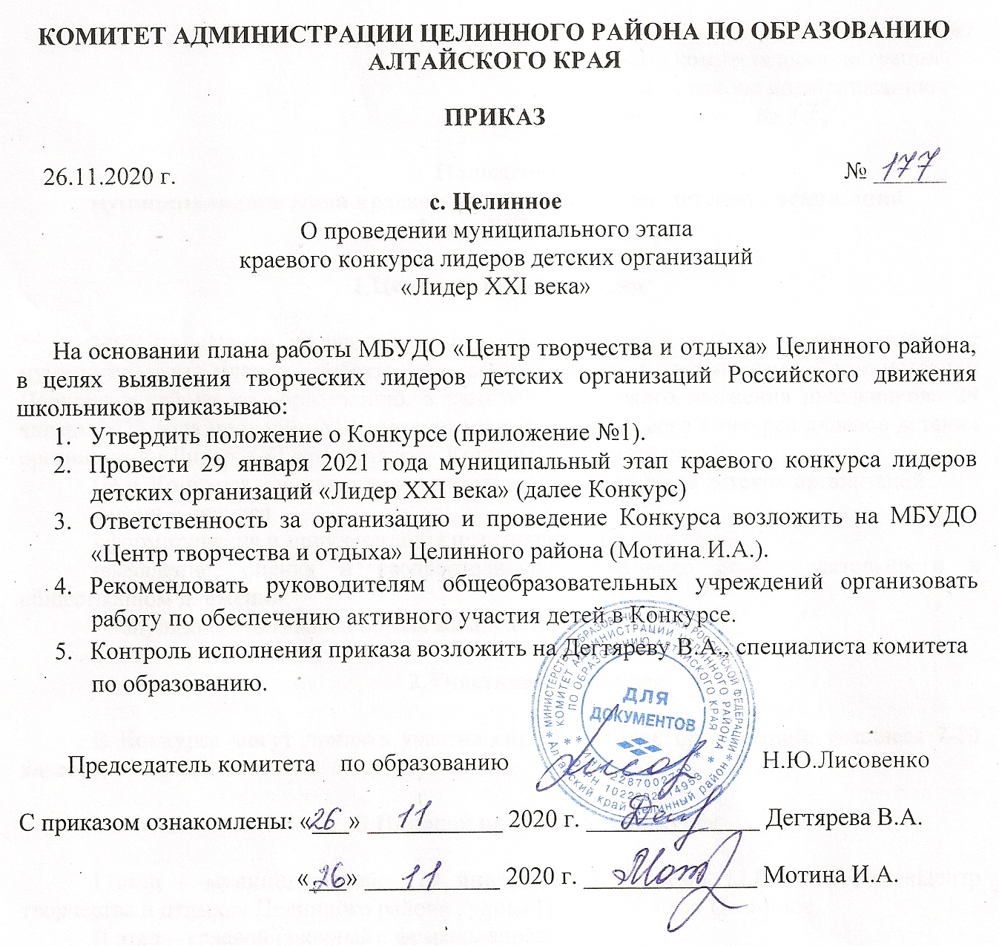 КОМИТЕТ АДМИНИСТРАЦИИ ЦЕЛИННОГО РАЙОНА ПО ОБРАЗОВАНИЮ
АЛТАЙСКОГО КРАЯ
ПРИКАЗ
26.11.2020 г. № 177
с. Целинное
О проведении муниципального этапа
краевого конкурса лидеров детских организаций
«Лидер XXI века»
На основании плана работы МБУДО «Центр творчества и отдыха» Целинного района,
в целях выявления творческих лидеров детских организаций Российского движения
школьников приказываю:
1. Утвердить положение о Конкурсе (приложение №1).
2. Провести 29 января 2021 года муниципальный этап краевого конкурса лидеров
детских организаций «Лидер XXI века» (далее Конкурс)
3. Ответственность за организацию и проведение Конкурса возложить на МБУДО
«Центр творчества и отдыха» Целинного района (Мотина И.А.).
4. Рекомендовать руководителям общеобразовательных учреждений организовать
работу по обеспечению активного участия детей в Конкурсе.
5. Контроль исполнения приказа возложить на Дегтяреву В.А., специалиста комитета
по образованию.
МИНИСТЕРСТВО ОБРАЗОВАНИЯ И НАУКИ РОССИЙСКОЙ ФЕДЕРАЦИИ
КОМИТЕТ АДМИНИСТРАЦИИ ЦЕЛИННОГО РАЙОНА
ПО ОБРАЗОВАНИЮ АЛТАЙСКОГО КРАЯ
ДЛЯ
ДОКУМЕНТОВ
ИНН
ОГРН
Алтайский край Целинный район
Председатель комитета по образованию Н.Ю.Лисовенко
С приказом ознакомлены: «26» 11 2020 г. Дегтярева В.А.
«26» 11 2020 г. Мотина И.А.